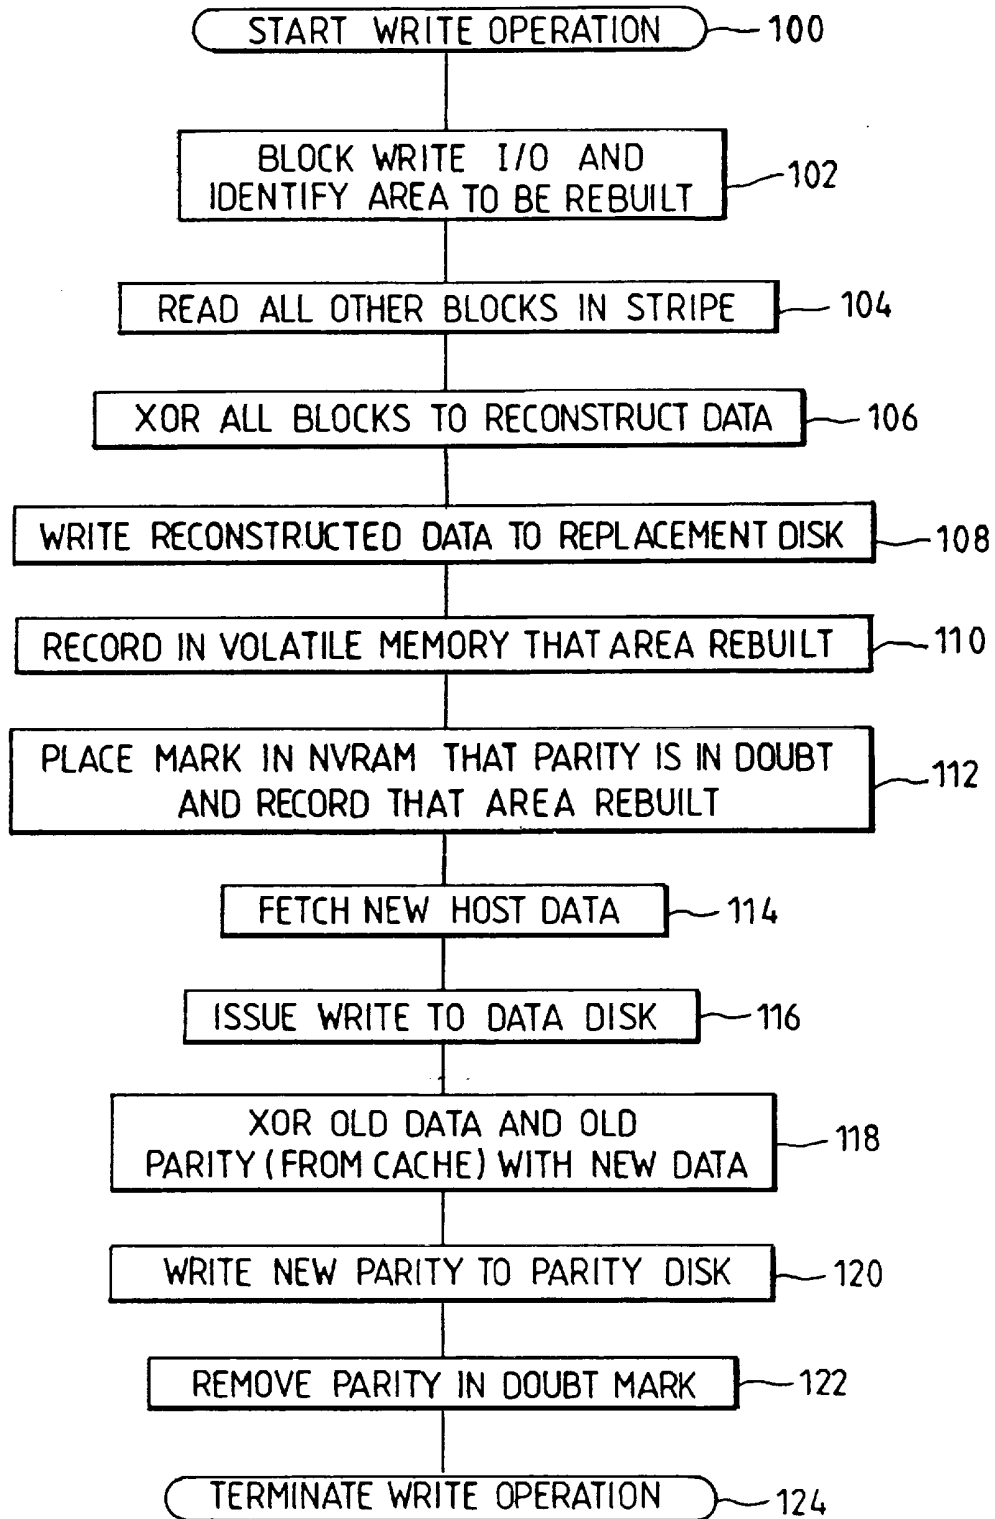 START WRITE OPERATION 100
BLOCK WRITE I/O AND
IDENTIFY AREA TO BE REBUILT 102
READ ALL OTHER BLOCKS IN STRIPE 104
XOR ALL BLOCKS TO RECONSTRUCT DATA 106
WRITE RECONSTRUCTED DATA TO REPLACEMENT DISK 108
RECORD IN VOLATILE MEMORY THAT AREA REBUILT 110
PLACE MARK IN NVRAM THAT PARITY IS IN DOUBT
AND RECORD THAT AREA REBUILT 112
FETCH NEW HOST DATA 114
ISSUE WRITE TO DATA DISK 116
XOR OLD DATA AND OLD
PARITY (FROM CACHE) WITH NEW DATA 118
WRITE NEW PARITY TO PARITY DISK 120
REMOVE PARITY IN DOUBT MARK 122
TERMINATE WRITE OPERATION 124